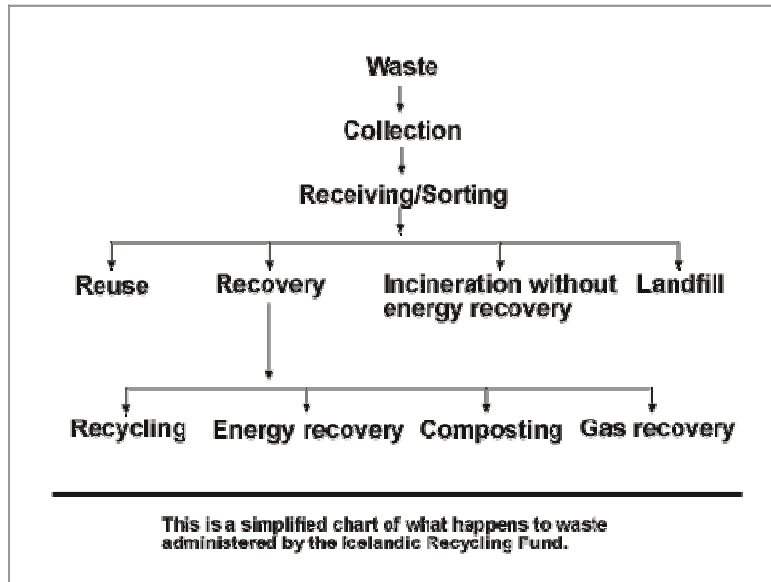 Waste
Collection
Receiving/Sorting
Reuse
Recovery
Incineration without
energy recovery
Landfill
Recycling
Energy recovery
Composting
Gas recovery
This is a simplified chart of what happens to waste
administered by the Icelandic Recycling Fund.